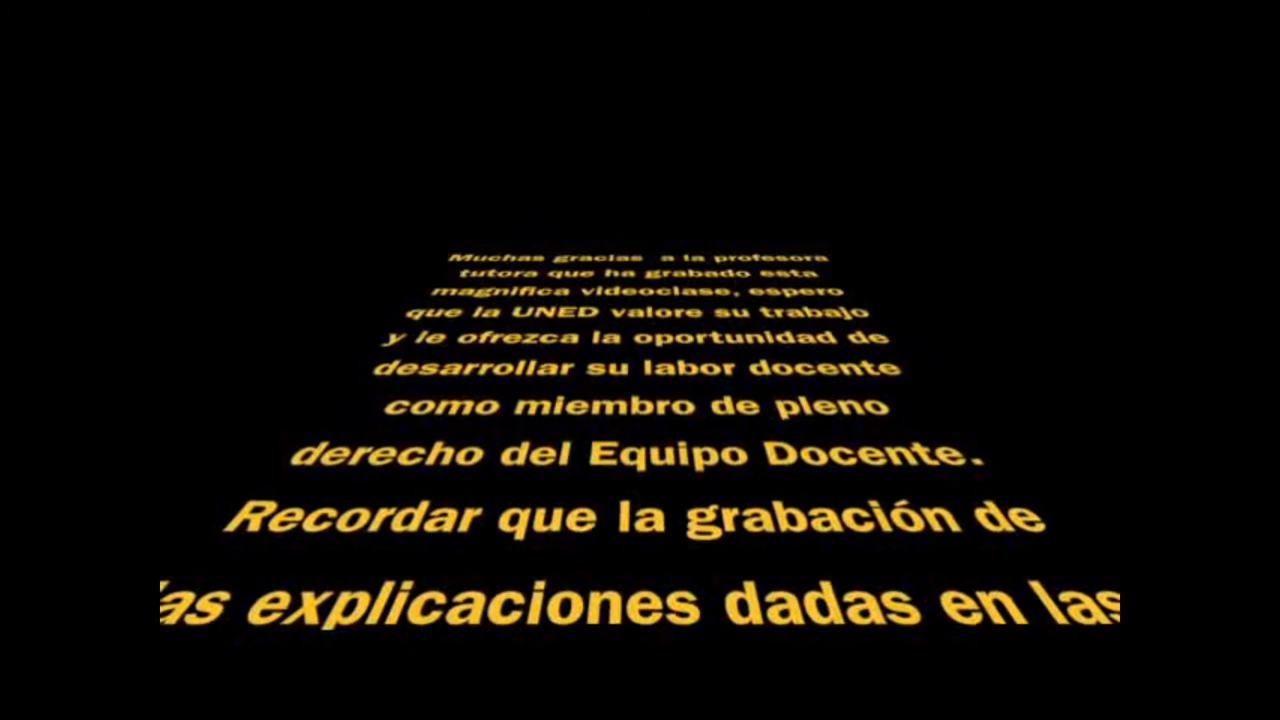 Muchas gracias a la profesora
tutora que ha grabado esta
magnifica videoclase, espero
que la UNED valore su trabajo
y le ofrezca la oportunidad de
desarrollar su labor docente
como miembro de pleno
derecho del Equipo Docente.
Recordar que la grabación de
las explicaciones dadas en las